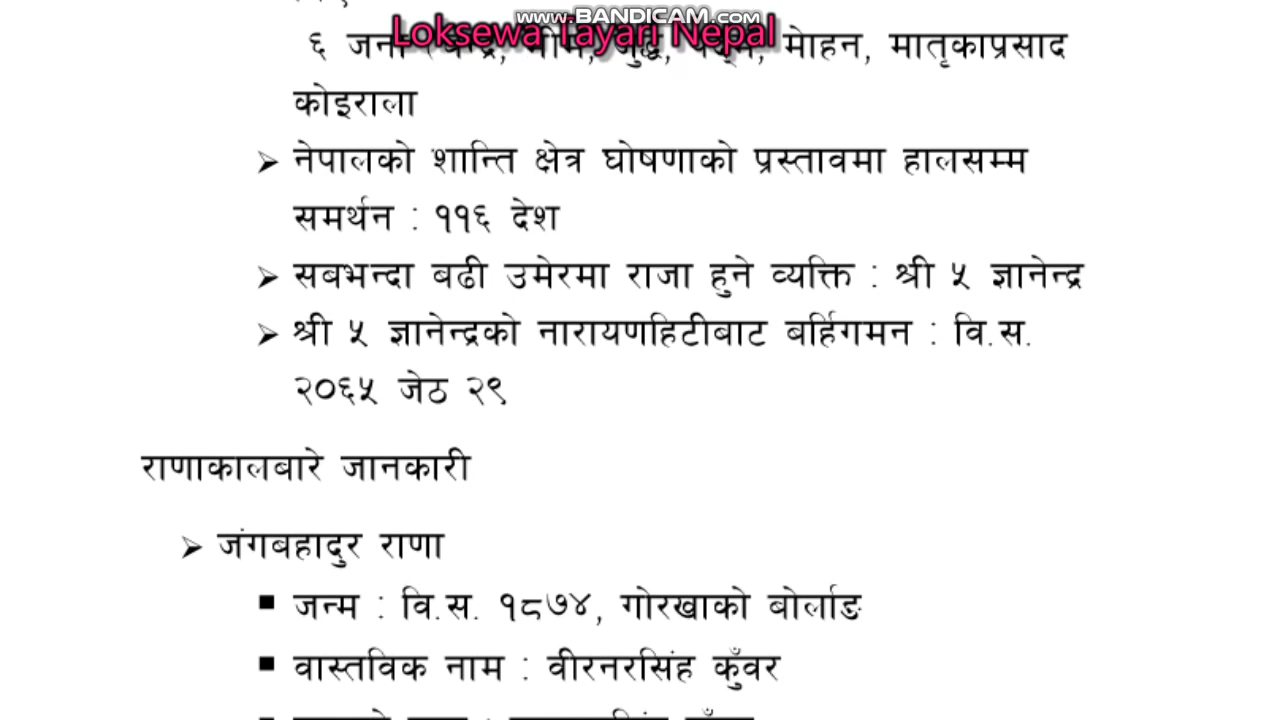 www.BANDICAM.com
Loksewa Tayari Nepal
६ जना मोहन, मातृकाप्रसाद
कोइराला
➢ नेपालको शान्ति क्षेत्र घोषणाको प्रस्तावमा हालसम्म
समर्थन : ११६ देश
➢ सबभन्दा बढी उमेरमा राजा हुने व्यक्ति : श्री ५ ज्ञानेन्द्र
➢ श्री ५ ज्ञानेन्द्रको नारायणहिटीबाट बर्हिगमन : वि.स.
२०६५ जेठ २९
राणाकालबारे जानकारी
➢ जंगबहादुर राणा
▪ जन्म : वि.स. १८७४, गोरखाको बोर्लाङ
▪ वास्तविक नाम : वीरनरसिंह कुँवर